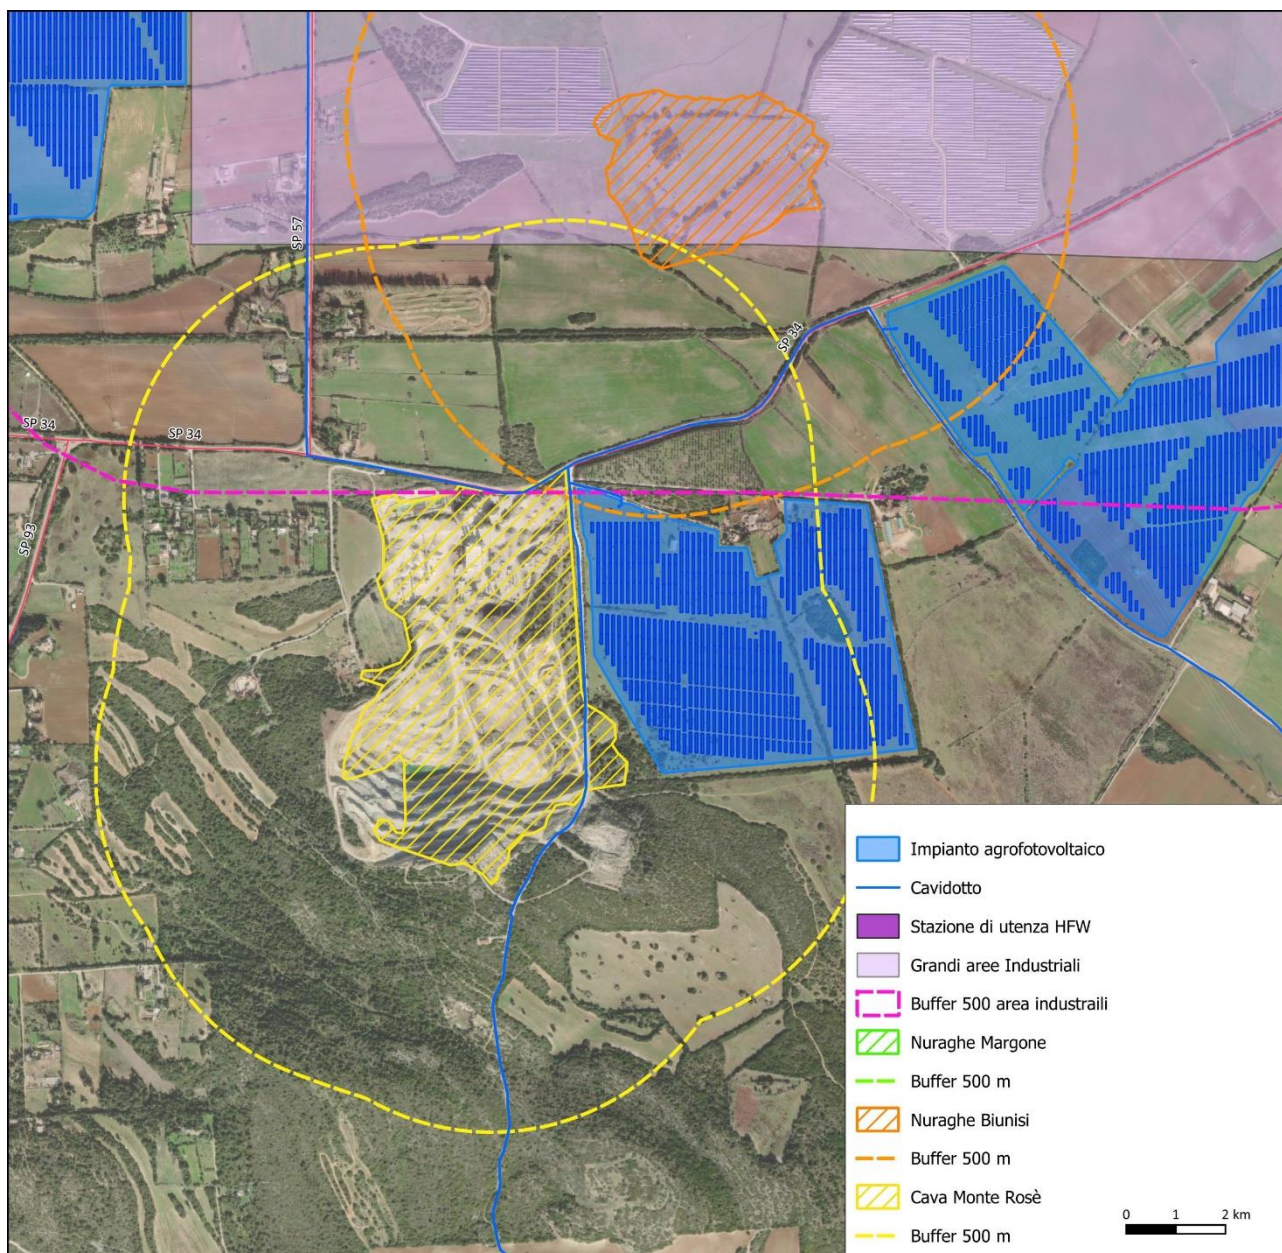 SP 57
SP 34
SP 34
SP 34
SP 93
Impianto agrofotovoltaico
Cavidotto
Stazione di utenza HFW
Grandi aree Industriali
Buffer 500 area industraili
Nuraghe Margone
Buffer 500 m
Nuraghe Biunisi
Buffer 500 m
Cava Monte Rosè
Buffer 500 m
0 1 2 km